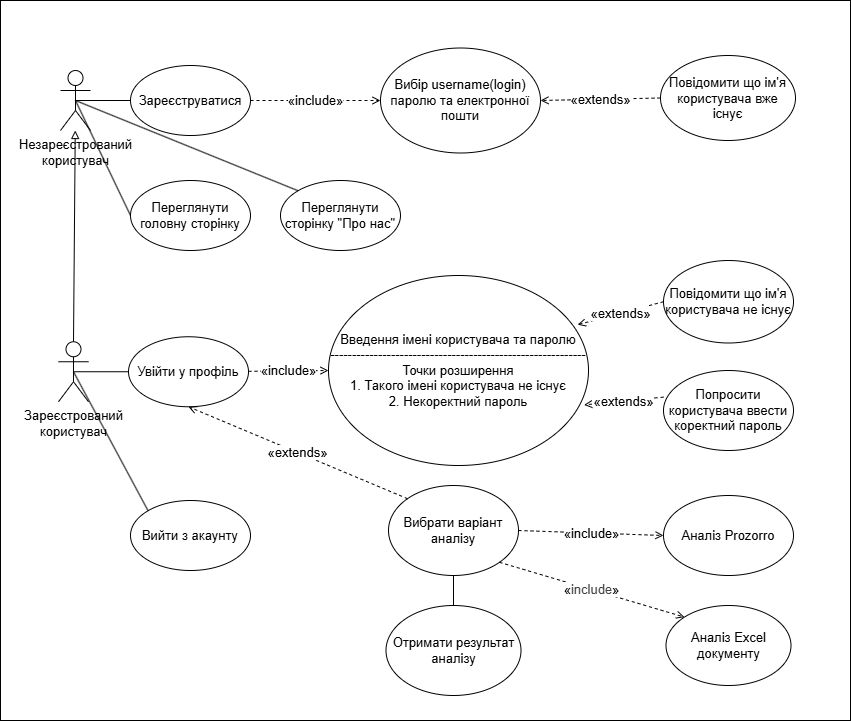 Незареєстрований
користувач
Зареєструватися
«include»
Вибір username(login)
паролю та електронної
пошти
«extends»
Повідомити що ім'я
користувача вже
існує
Переглянути
головну сторінку
Переглянути
сторінку "Про нас"
Зареєстрований
користувач
Увійти у профіль
«include»
Введення імені користувача та паролю
Точки розширення
1. Такого імені користувача не існує
2. Некоректний пароль
«extends»
Повідомити що ім'я
користувача не існує
«extends»
Попросити
користувача ввести
коректний пароль
«extends»
Вийти з акаунту
Вибрати варіант
аналізу
«include»
Аналіз Prozorro
«include»
Аналіз Excel
документу
Отримати результат
аналізу